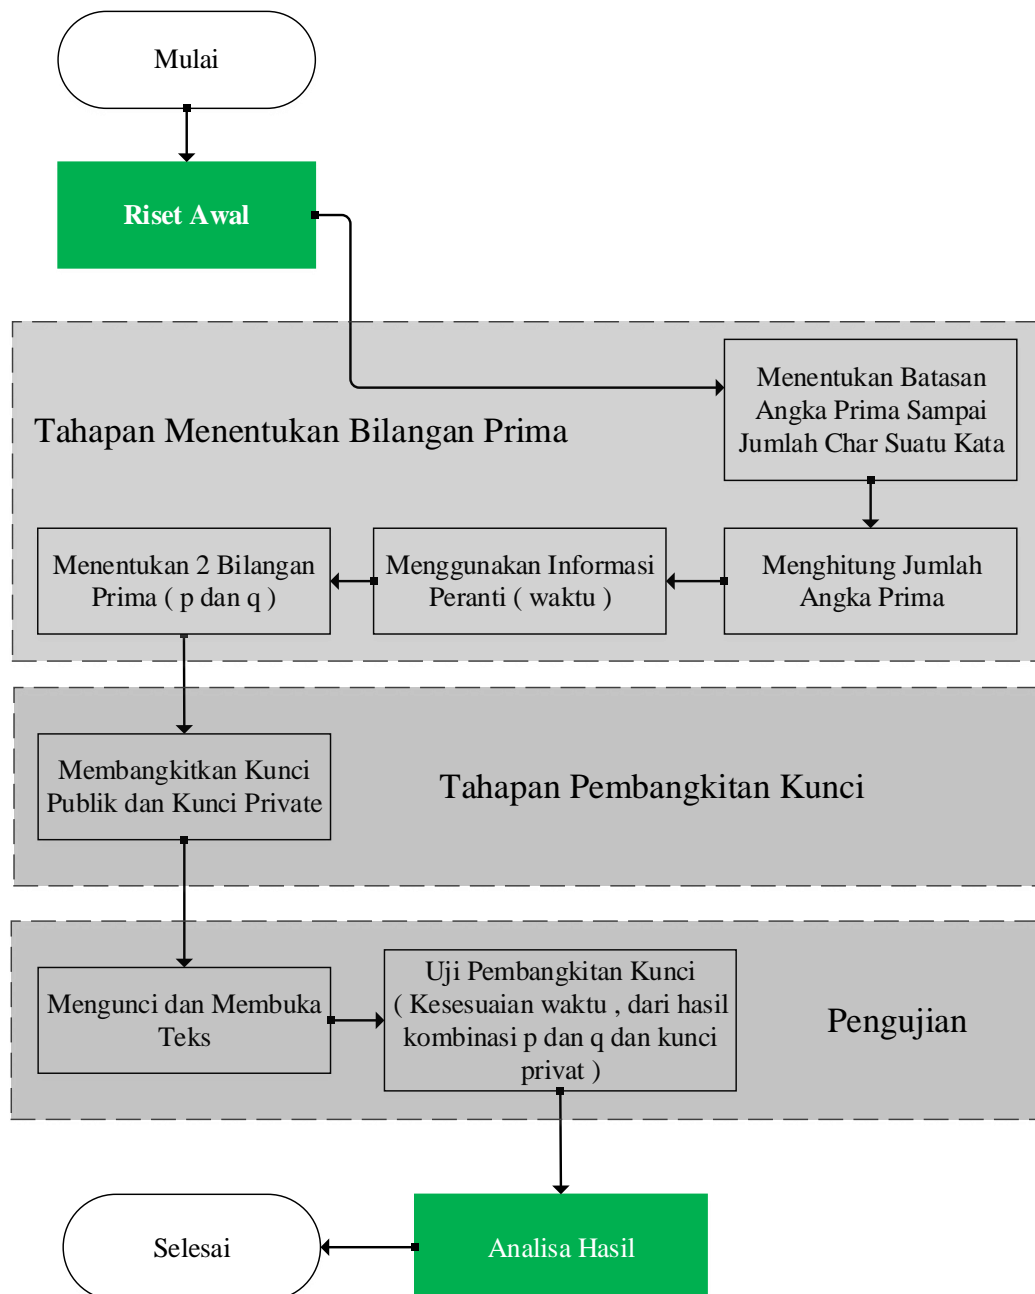 Mulai
Riset Awal
Tahapan Menentukan Bilangan Prima
Menentukan Batasan
Angka Prima Sampai
Jumlah Char Suatu Kata
Menghitung Jumlah
Angka Prima
Menggunakan Informasi
Peranti ( waktu )
Menentukan 2 Bilangan
Prima ( p dan q )
Membangkitkan Kunci
Publik dan Kunci Private
Tahapan Pembangkitan Kunci
Mengunci dan Membuka
Teks
Uji Pembangkitan Kunci
( Kesesuaian waktu , dari hasil
kombinasi p dan q dan kunci
privat )
Pengujian
Analisa Hasil
Selesai